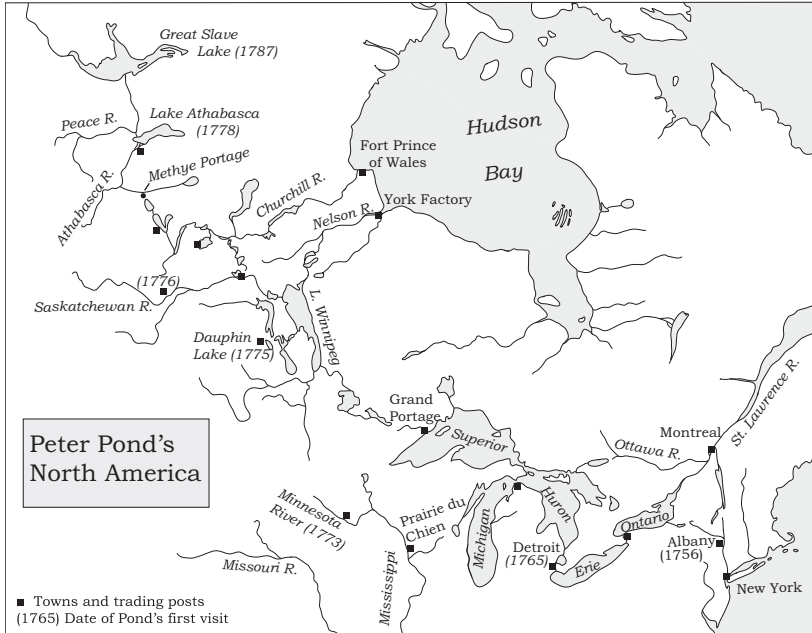 Great Slave
Lake (1787)
Peace R.
Lake Athabasca
(1778)
Methye Portage
Athabasca R.
Churchill R.
Fort Prince
of Wales
Hudson
Bay
Nelson R.
York Factory
(1776)
Saskatchewan R.
L. Winnipeg
Dauphin
Lake (1775)
Grand
Portage
Superior
Ottawa R.
Montreal
St. Lawrence R.
Peter Pond's
North America
Minnesota
River (1773)
Prairie du
Chien
Michigan
Huron
Ontario
Detroit
(1765)
Erie
Albany
(1756)
New York
Missouri R.
Mississippi
Towns and trading posts
(1765) Date of Pond's first visit